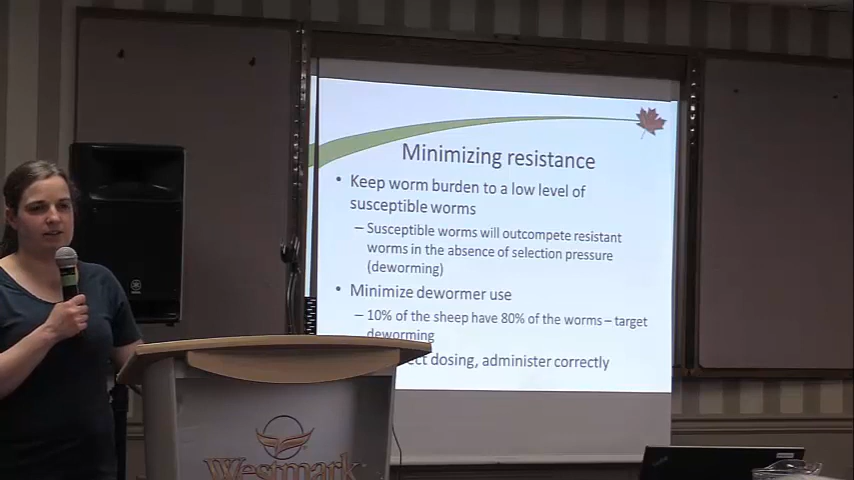 Minimizing resistance
• Keep worm burden to a low level of
susceptible worms
– Susceptible worms will outcompete resistant
worms in the absence of selection pressure
(deworming)
• Minimize dewormer use
– 10% of the sheep have 80% of the worms – target
deworming
dosing, administer correctly
Westmark